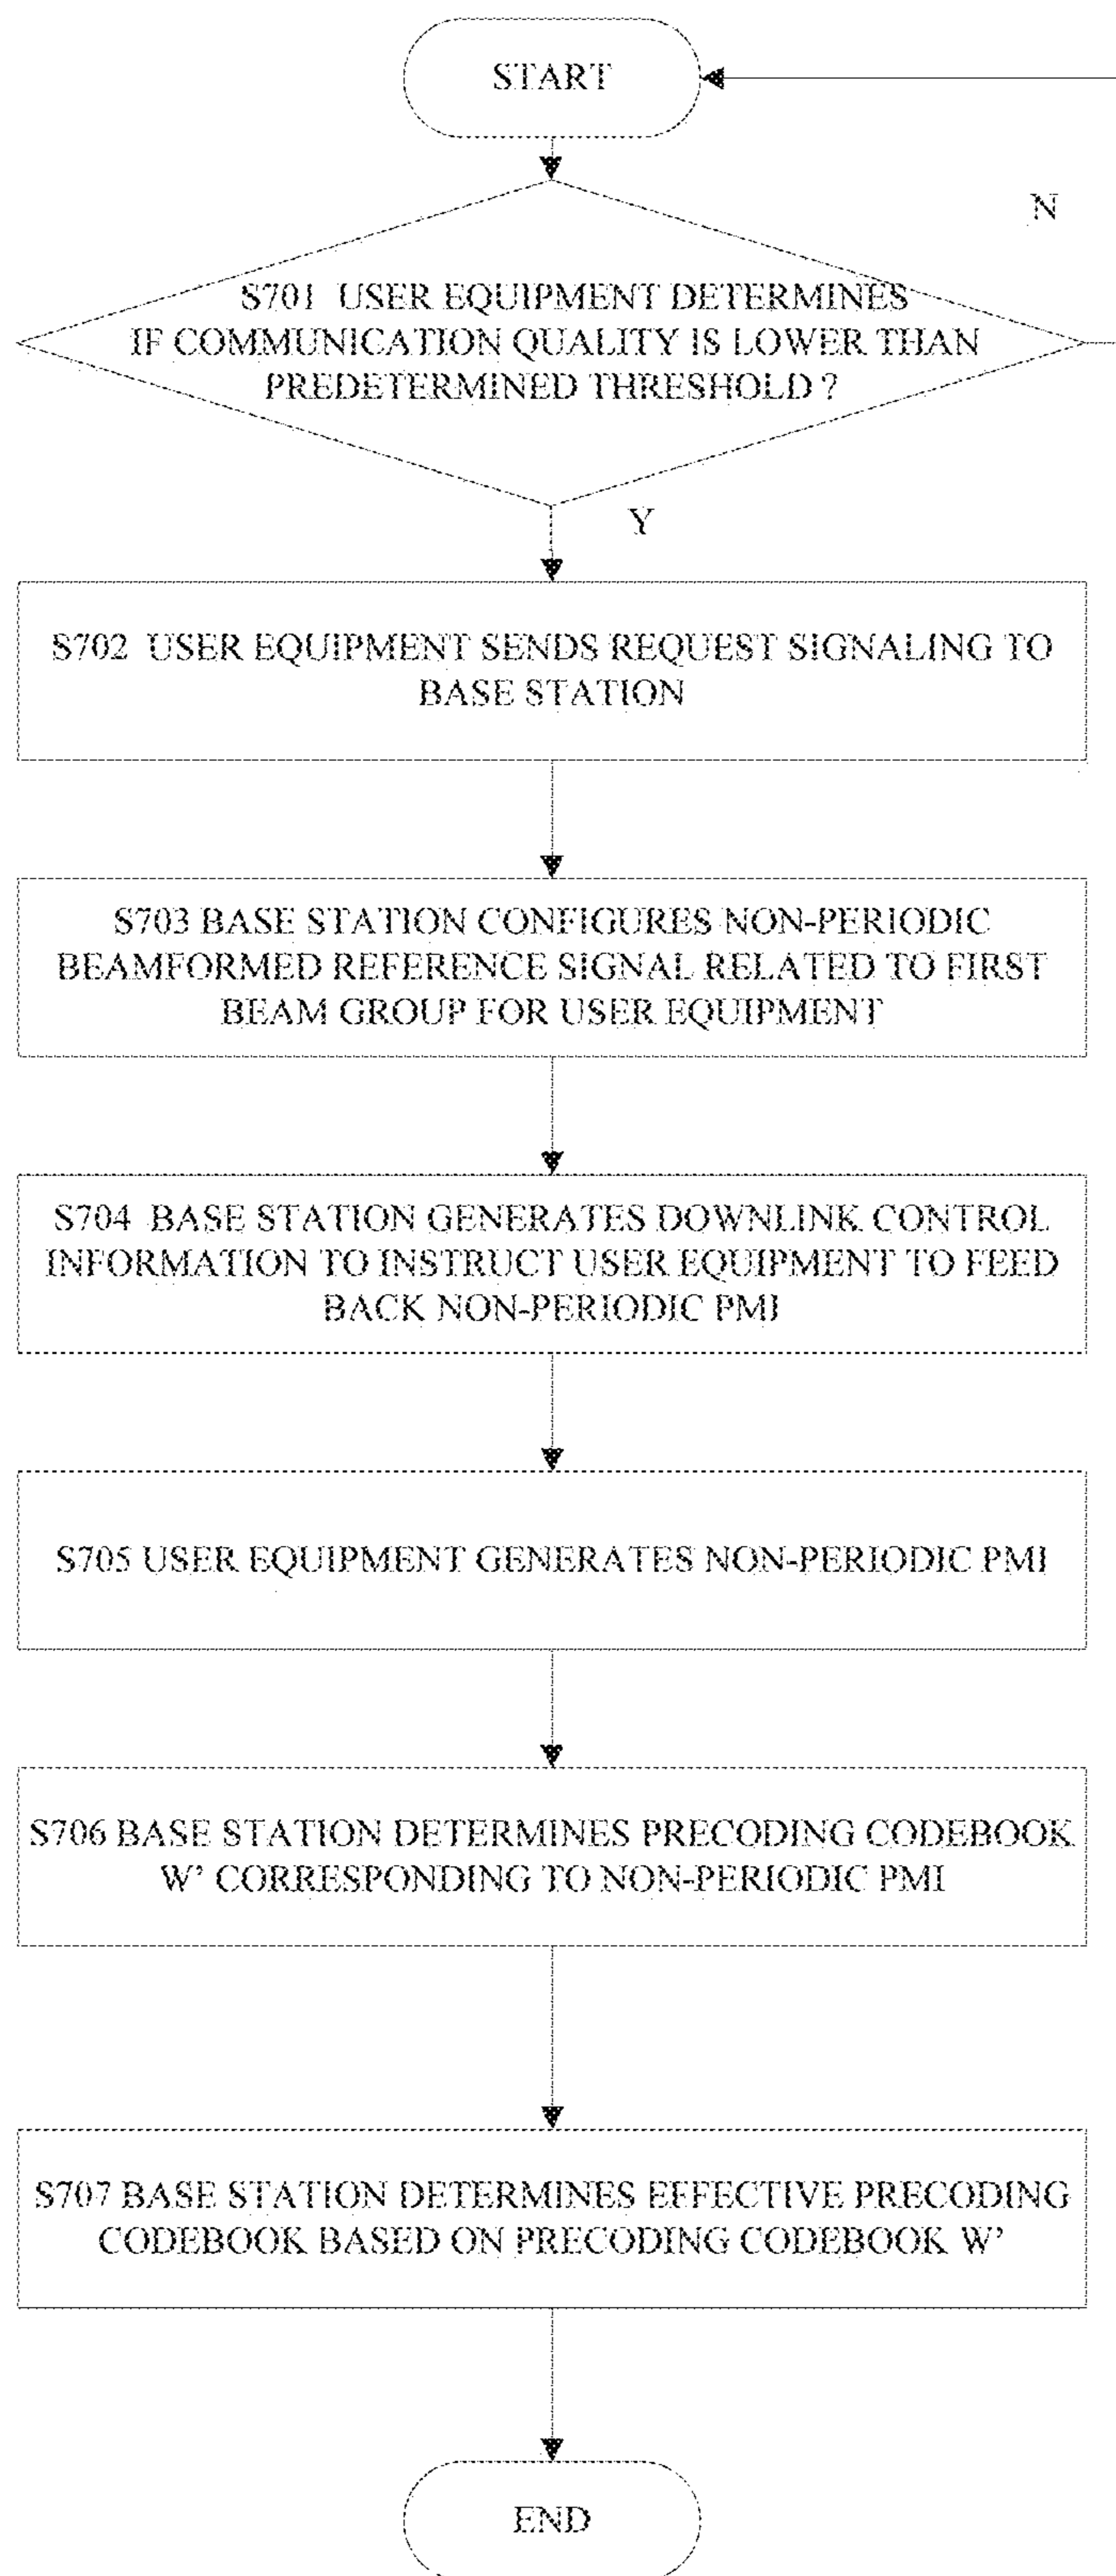 START
N
S701 USER EQUIPMENT DETERMINES
IF COMMUNICATION QUALITY IS LOWER THAN
PREDETERMINED THRESHOLD ?
Y
S702 USER EQUIPMENT SENDS REQUEST SIGNALING TO
BASE STATION
S703 BASE STATION CONFIGURES NON-PERIODIC
BEAMFORMED REFERENCE SIGNAL RELATED TO FIRST
BEAM GROUP FOR USER EQUIPMENT
S704 BASE STATION GENERATES DOWNLINK CONTROL
INFORMATION TO INSTRUCT USER EQUIPMENT TO FEED
BACK NON-PERIODIC PMI
S705 USER EQUIPMENT GENERATES NON-PERIODIC PMI
S706 BASE STATION DETERMINES PRECODING CODEBOOK
W’ CORRESPONDING TO NON-PERIODIC PMI
S707 BASE STATION DETERMINES EFFECTIVE PRECODING
CODEBOOK BASED ON PRECODING CODEBOOK W’
END